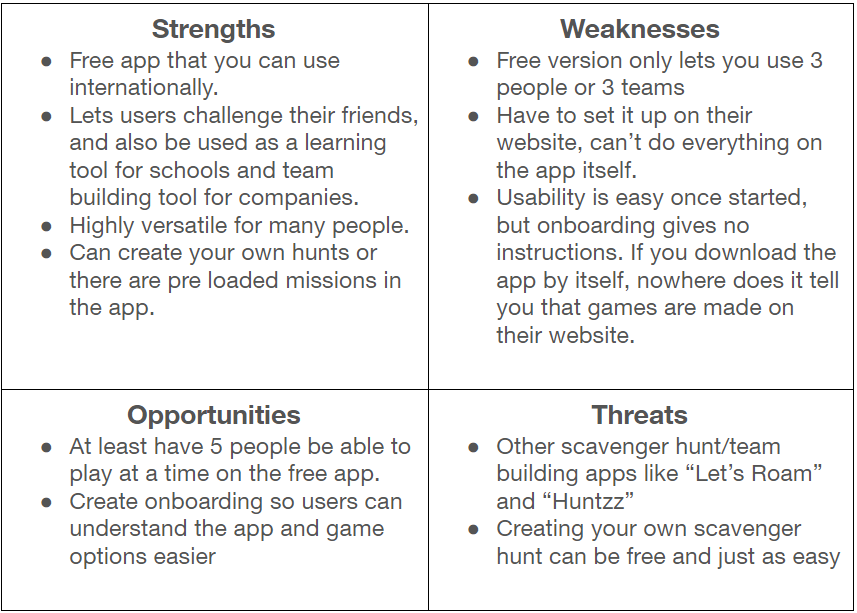 Strengths
● Free app that you can use
internationally.
● Lets users challenge their friends,
and also be used as a learning
tool for schools and team
building tool for companies.
● Highly versatile for many people.
● Can create your own hunts or
there are pre loaded missions in
the app.
Weaknesses
● Free version only lets you use 3
people or 3 teams
● Have to set it up on their
website, can’t do everything on
the app itself.
● Usability is easy once started,
but onboarding gives no
instructions. If you download the
app by itself, nowhere does it tell
you that games are made on
their website.
Opportunities
● At least have 5 people be able to
play at a time on the free app.
● Create onboarding so users can
understand the app and game
options easier
Threats
● Other scavenger hunt/team
building apps like “Let’s Roam”
and “Huntzz”
● Creating your own scavenger
hunt can be free and just as easy